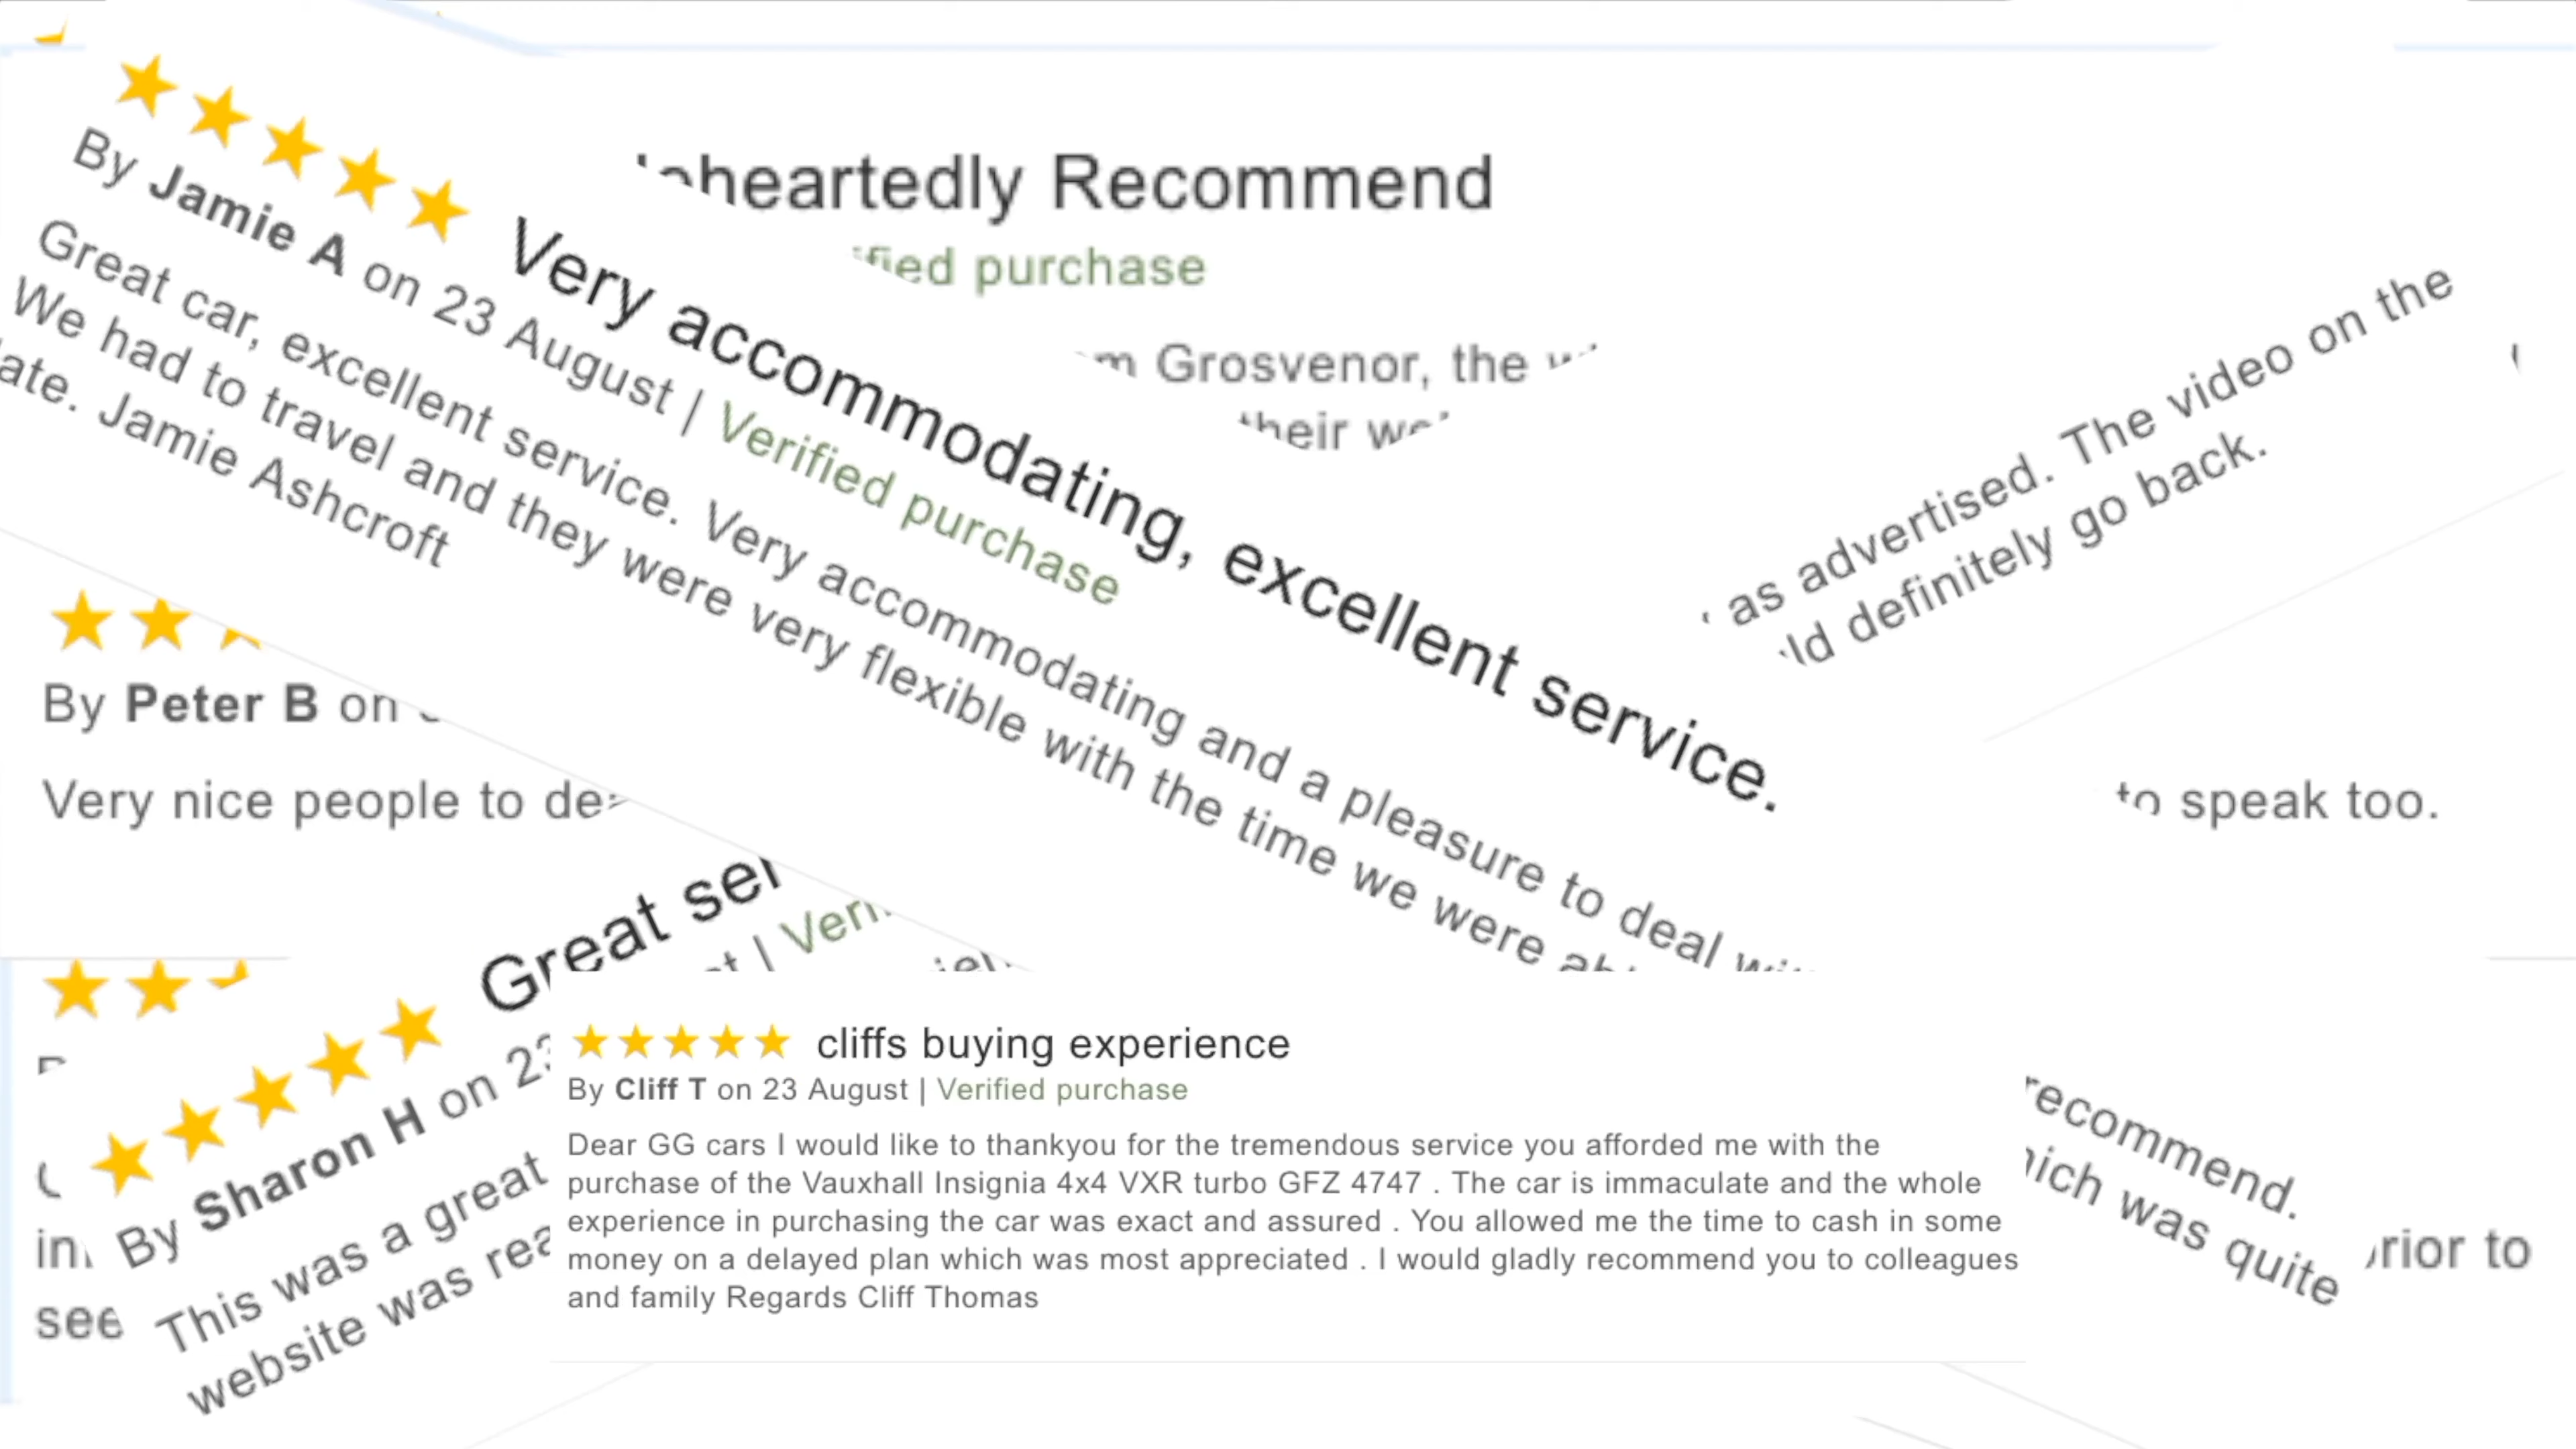 Recommend
purchase
Grosvenor, the
their
Very accommodating, excellent service.
By Jamie A on 23 August | Verified purchase
Great car, excellent service. Very accommodating and a pleasure to deal
We had to travel and they were very flexible with the time we were
Jamie Ashcroft
as advertised. The video on the
definitely go back.
By Peter B on
Very nice people to
to speak too.
Great
By Sharon H on
This was a great
website was
cliffs buying experience
By Cliff T on 23 August | Verified purchase
Dear GG cars I would like to thankyou for the tremendous service you afforded me with the
purchase of the Vauxhall Insignia 4x4 VXR turbo GFZ 4747 . The car is immaculate and the whole
experience in purchasing the car was exact and assured . You allowed me the time to cash in some
money on a delayed plan which was most appreciated . I would gladly recommend you to colleagues
and family Regards Cliff Thomas
recommend.
was quite
to